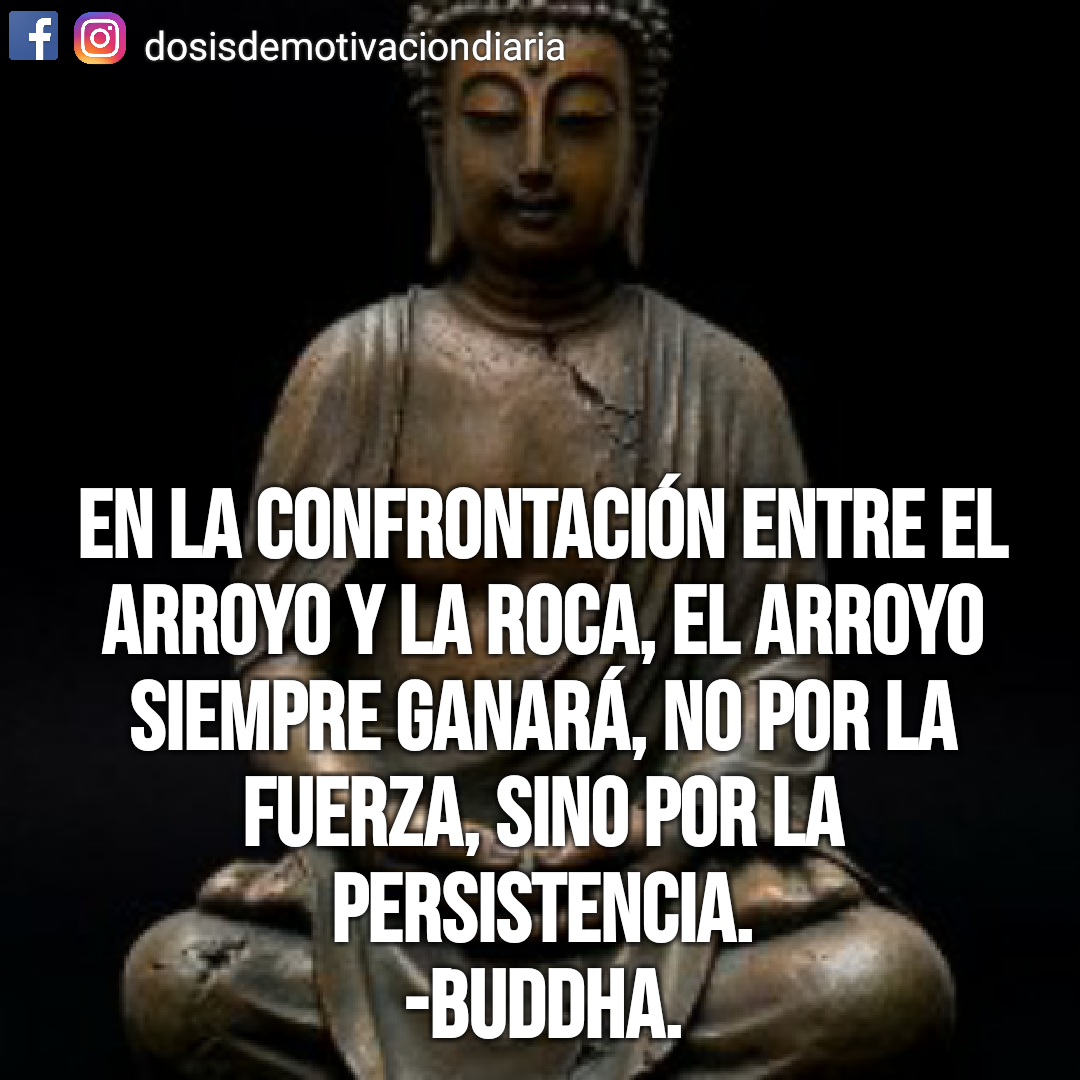 dosisdemotivaciondiaria
EN LA CONFRONTACIÓN ENTRE EL
ARROYO Y LA ROCA, EL ARROYO
SIEMPRE GANARÁ, NO POR LA
FUERZA, SINO POR LA
PERSISTENCIA.
-BUDDHA.